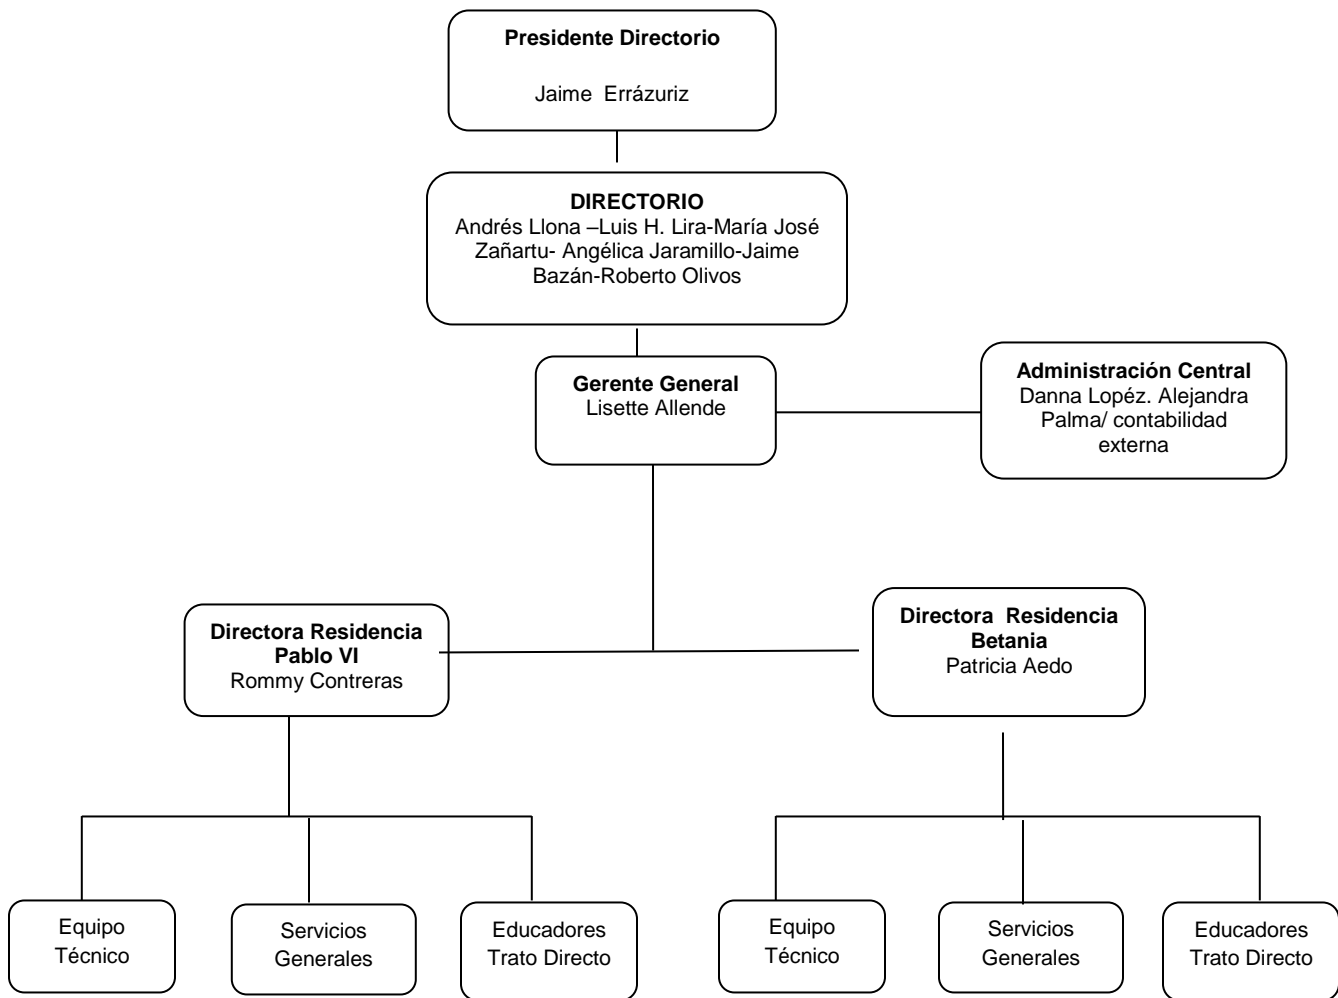 Presidente Directorio
Jaime Errázuriz
DIRECTORIO
Andrés Llona –Luis H. Lira-María José
Zañartu- Angélica Jaramillo-Jaime
Bazán-Roberto Olivos
Gerente General
Lisette Allende
Administración Central
Danna Lopéz. Alejandra
Palma/ contabilidad
externa
Directora Residencia
Pablo VI
Rommy Contreras
Directora Residencia
Betania
Patricia Aedo
Equipo
Técnico
Servicios
Generales
Educadores
Trato Directo
Equipo
Técnico
Servicios
Generales
Educadores
Trato Directo